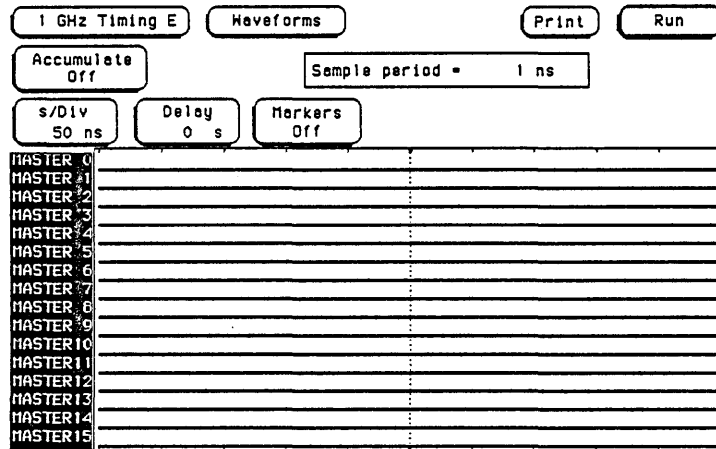 1 GHz Timing E Waveforms Print Run
Accumulate
Off
Sample period = 1 ns
s/Div
50 ns
Delay
0 s
Markers
Off
MASTER 0
MASTER 1
MASTER 2
MASTER 3
MASTER 4
MASTER 5
MASTER 6
MASTER 7
MASTER 8
MASTER 9
MASTER10
MASTER11
MASTER12
MASTER13
MASTER14
MASTER15